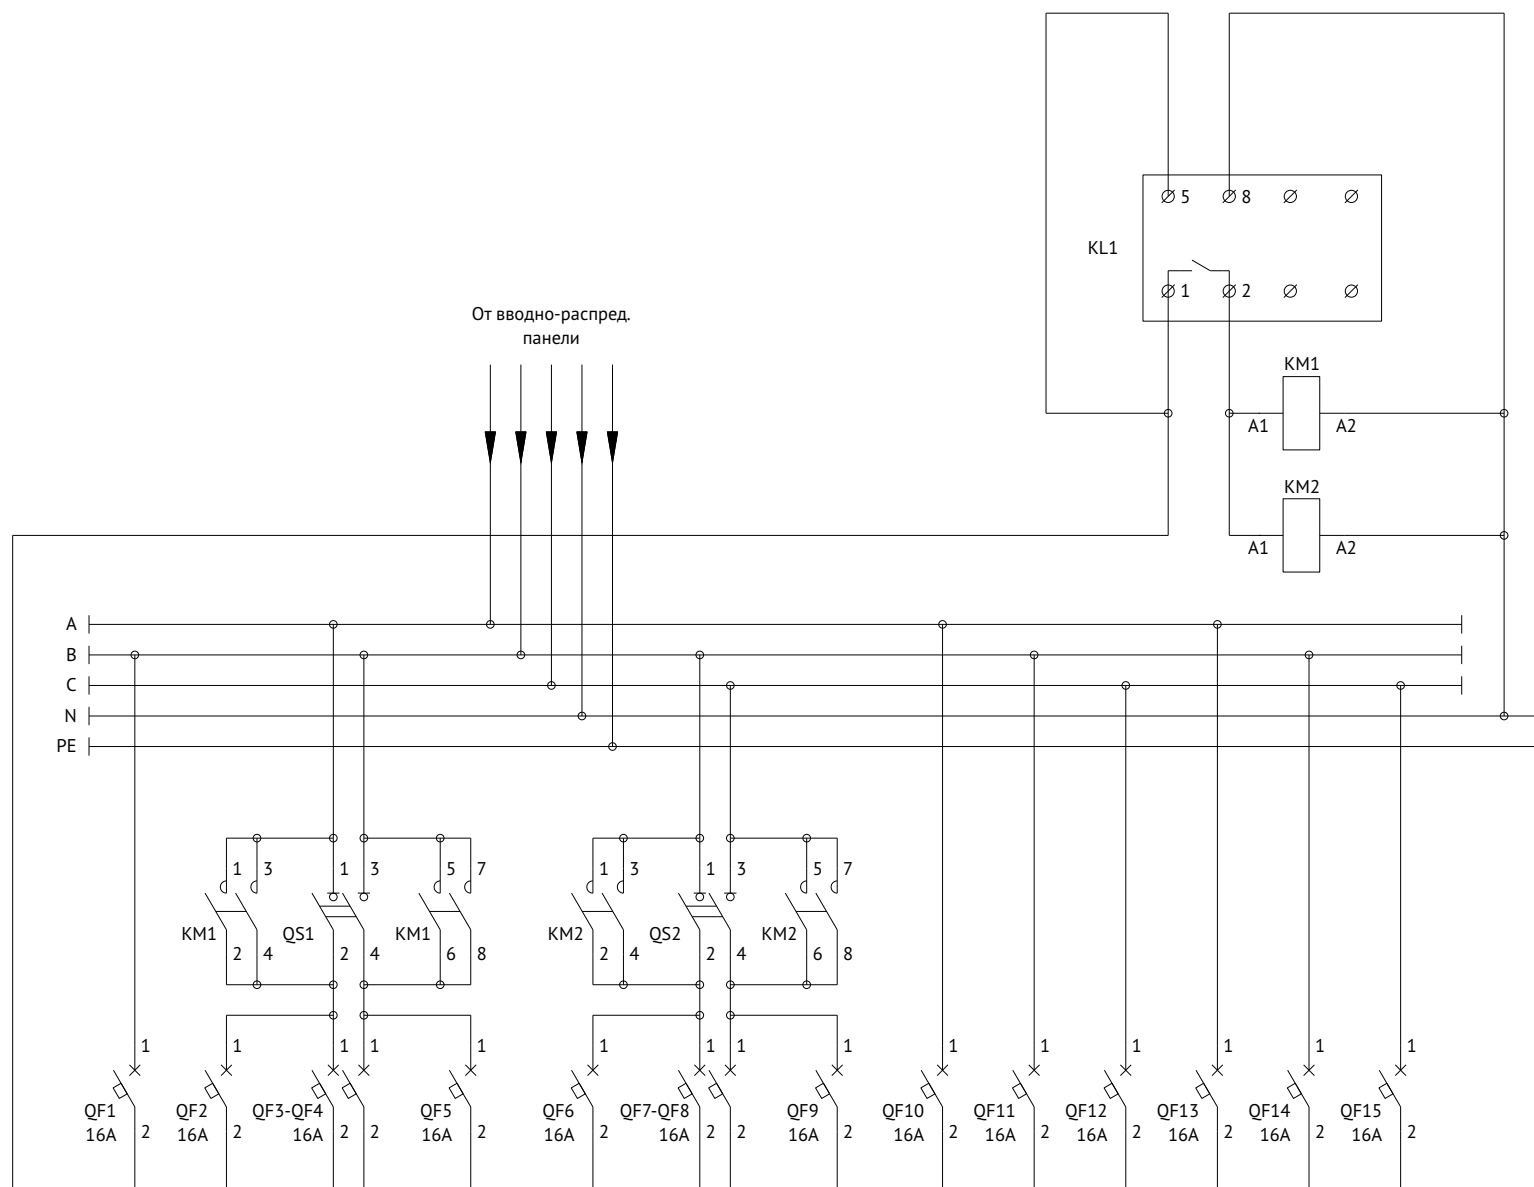 5 8
KL1
1 2
От вводно-распред.
панели
KM1
A1 A2
KM2
A1 A2
A
B
C
N
PE
1 3 1 3 5 7 1 3 1 3 5 7
KM1 QS1 KM1 KM2 QS2 KM2
2 4 2 4 6 8 2 4 2 4 6 8
1 1 1 1 1 1 1 1 1 1 1 1 1 1 1
QF1 QF2 QF3-QF4 QF5 QF6 QF7-QF8 QF9 QF10 QF11 QF12 QF13 QF14 QF15
16A 2 16A 2 16A 2 2 16A 2 16A 2 16A 2 2 16A 2 16A 2 16A 2 16A 2 16A 2 16A 2 16A 2